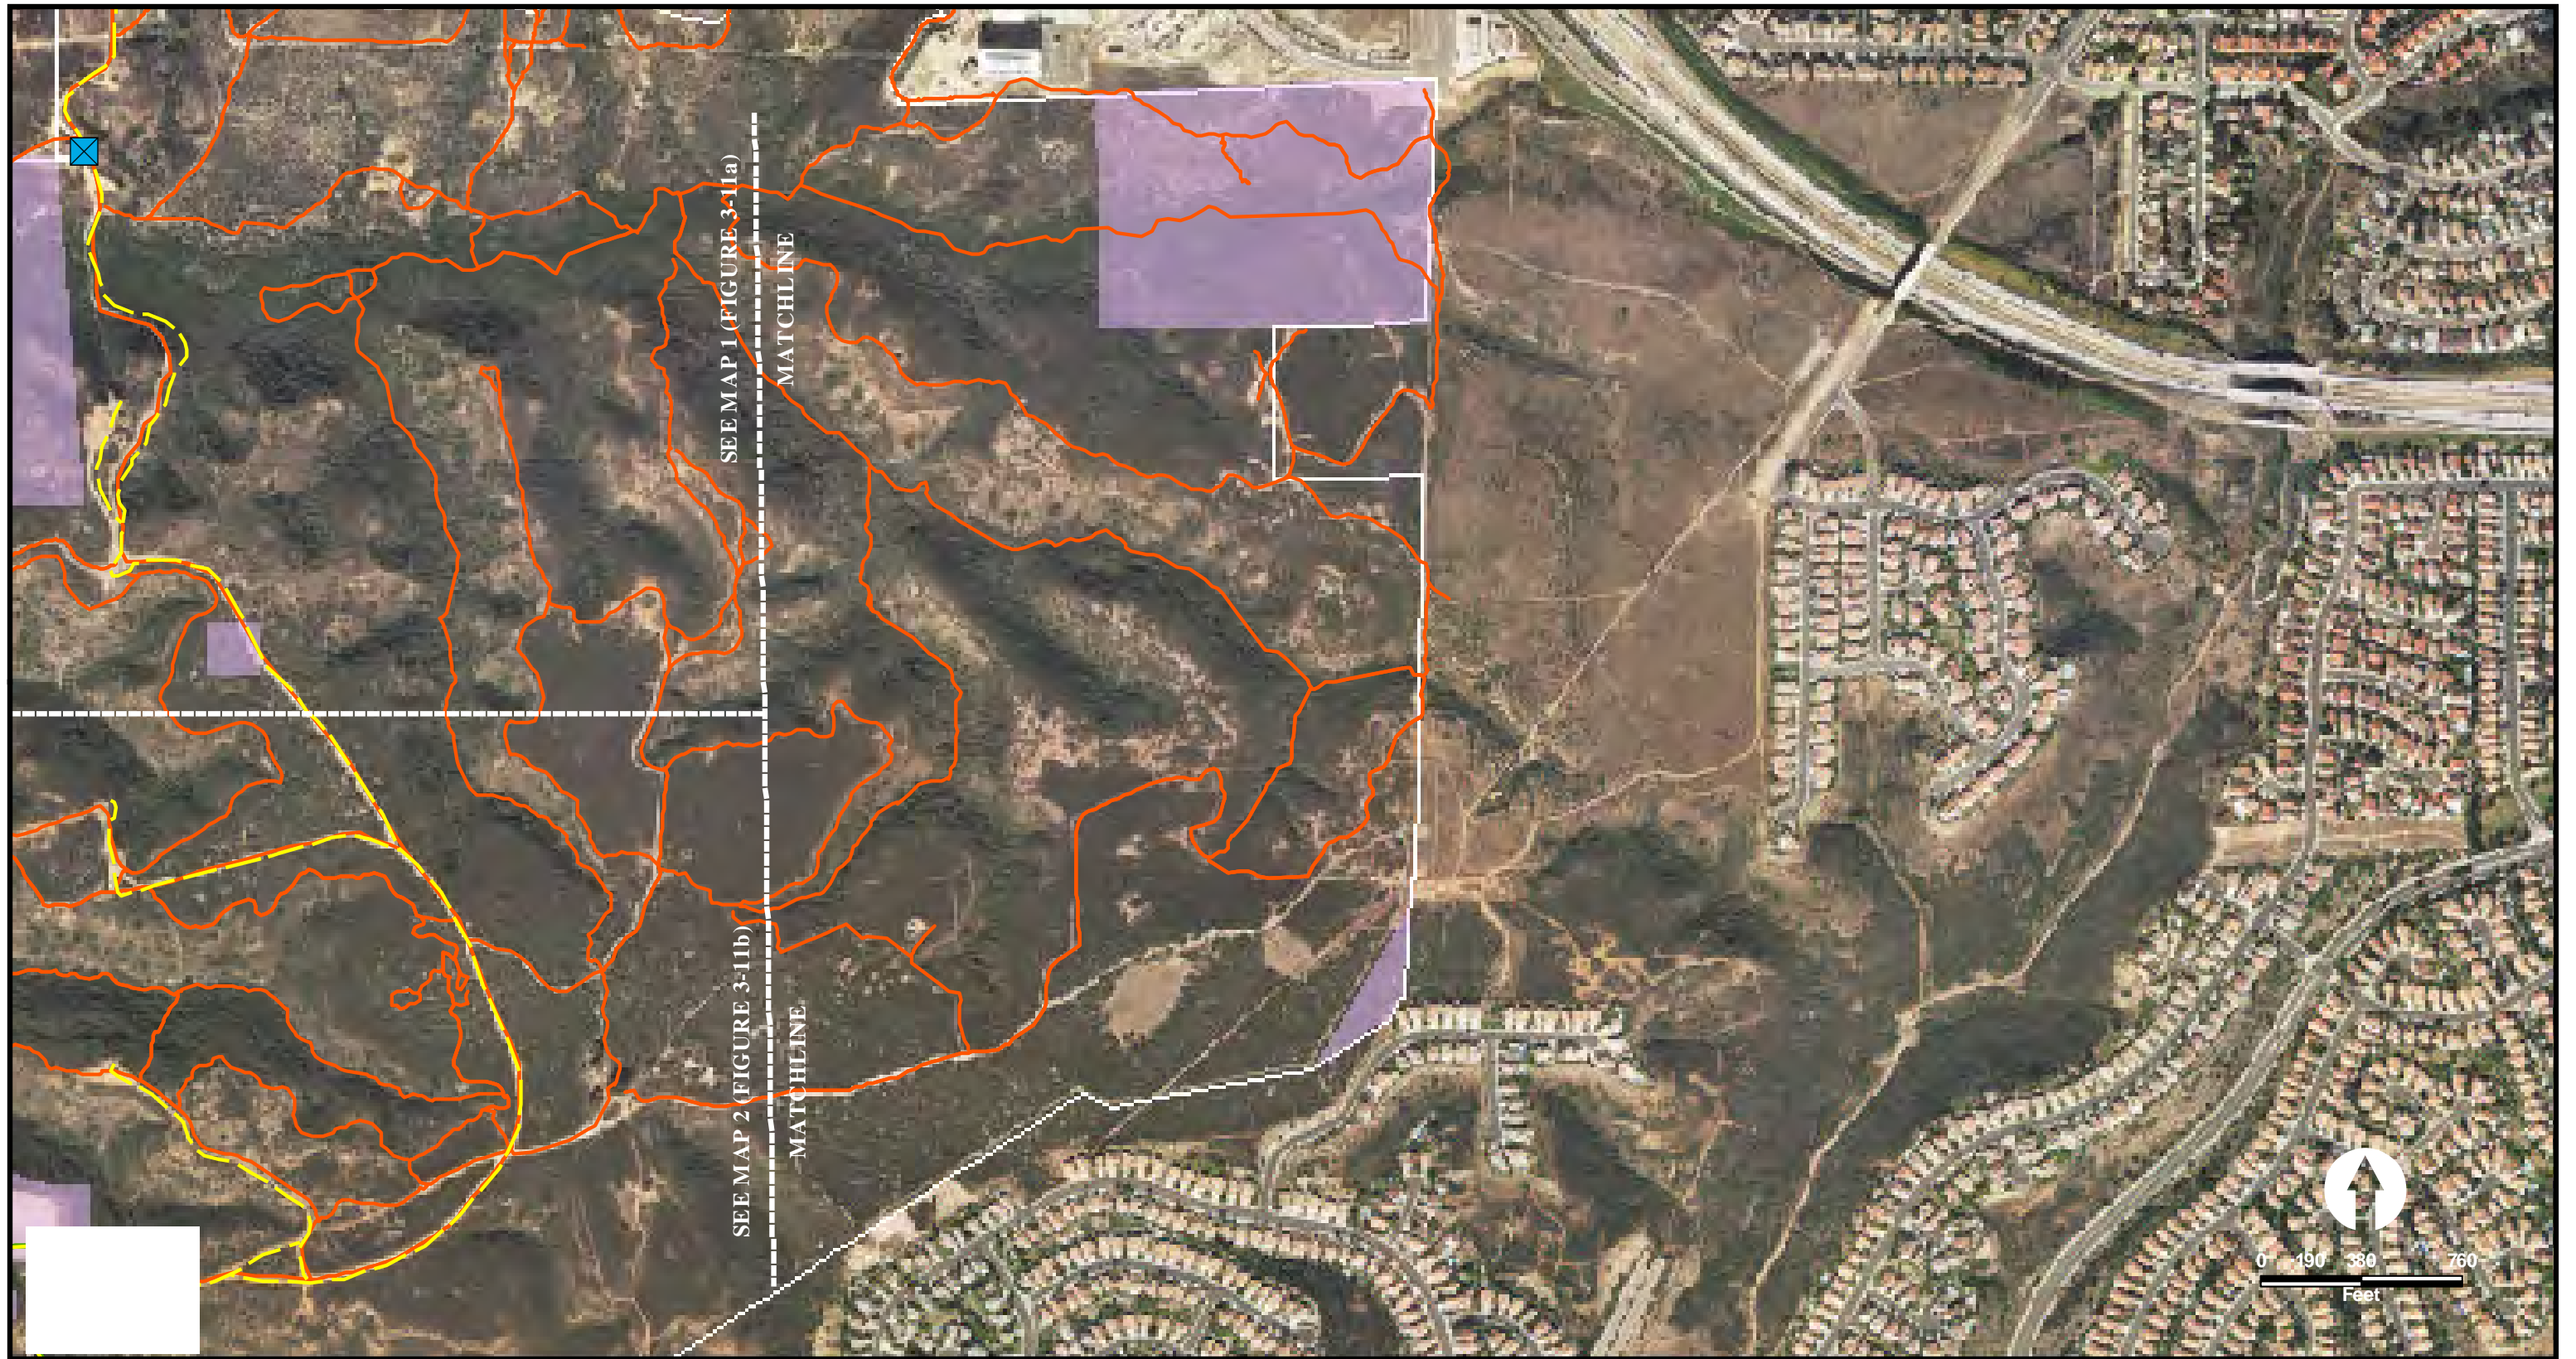 SEE MAP 1 (FIGURE 3-11a)
MATCHLINE
SEE MAP 2 (FIGURE 3-11b)
MATCHLINE
0 190 380 760
Feet